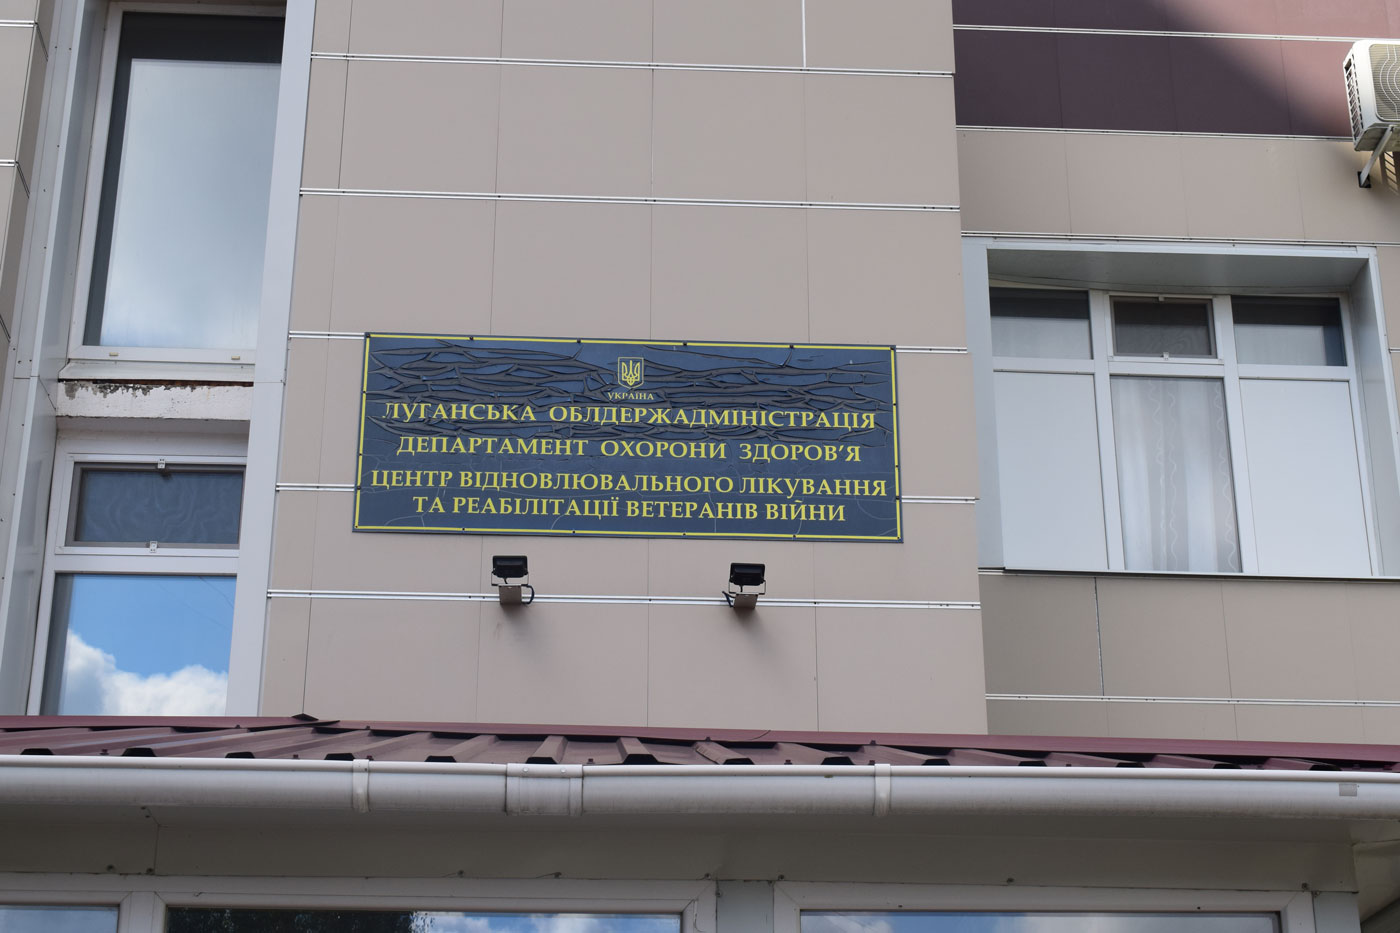 УКРАЇНА
ЛУГАНСЬКА ОБЛДЕРЖАДМІНІСТРАЦІЯ
ДЕПАРТАМЕНТ ОХОРОНИ ЗДОРОВ'Я
ЦЕНТР ВІДНОВЛЮВАЛЬНОГО ЛІКУВАННЯ
ТА РЕАБІЛІТАЦІЇ ВЕТЕРАНІВ ВІЙНИ